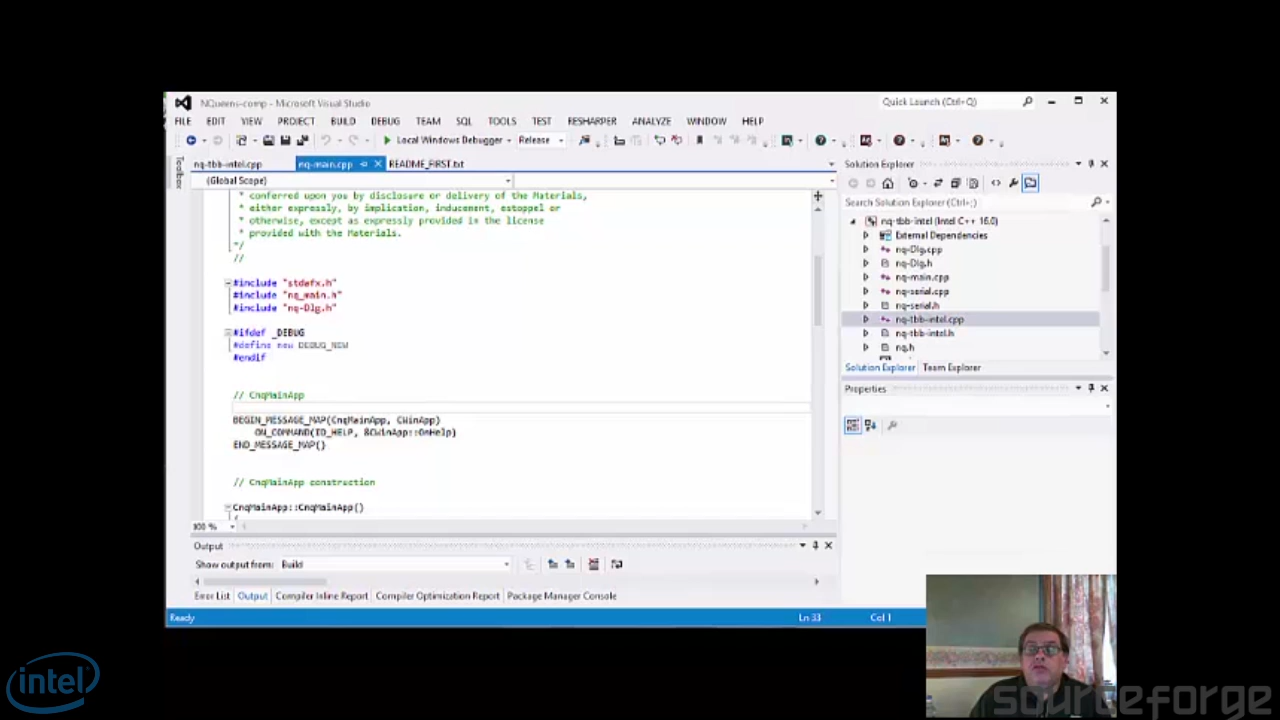 NQueens-comp - Microsoft Visual Studio
Quick Launch (Ctrl+Q)
FILE EDIT VIEW PROJECT BUILD DEBUG TEAM SQL TOOLS TEST RESHARPER ANALYZE WINDOW HELP
Local Windows Debugger Release
Toolbox
nq-tbb-intel.cpp nq-main.cpp README_FIRST.txt
(Global Scope)
* conferred upon you by disclosure or delivery of the Materials,
* either expressly, by implication, inducement, estoppel or
* otherwise, except as expressly provided in the license
* provided with the Materials.
*/
//
#include "stdafx.h"
#include "nq_main.h"
#include "nq-Dlg.h"
#ifdef _DEBUG
#define new DEBUG_NEW
#endif
// CnqMainApp
BEGIN_MESSAGE_MAP(CnqMainApp, CWinApp)
ON_COMMAND(ID_HELP, &CWinApp::OnHelp)
END_MESSAGE_MAP()
// CnqMainApp construction
CnqMainApp::CnqMainApp()
{
100 %
Output
Show output from: Build
Error List Output Compiler Inline Report Compiler Optimization Report Package Manager Console
Ready Ln 33 Col 1
Solution Explorer
Search Solution Explorer (Ctrl+;)
nq-tbb-intel (Intel C++ 16.0)
External Dependencies
nq-Dlg.cpp
nq-Dlg.h
nq-main.cpp
nq-serial.cpp
nq-serial.h
nq-tbb-intel.cpp
nq-tbb-intel.h
nq.h
Solution Explorer Team Explorer
Properties
intel
sourceforge